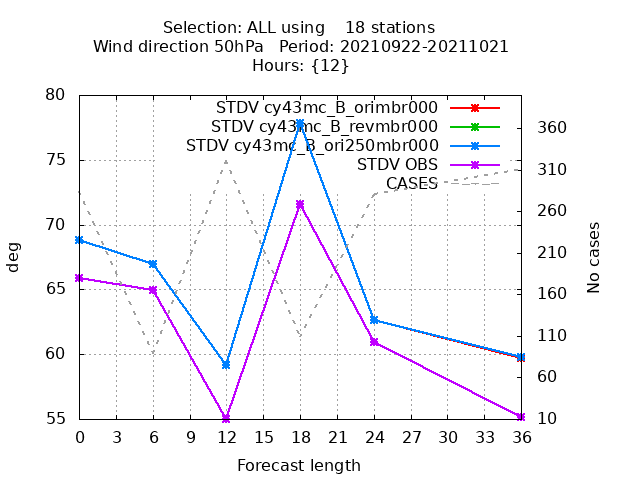 Selection: ALL using    18 stations
Wind direction 50hPa   Period: 20210922-20211021
Hours: {12}
STDV cy43mc_B_orimbr000
STDV cy43mc_B_revmbr000
STDV cy43mc_B_ori250mbr000
STDV OBS
CASES
80
75
70
65
60
55
deg
360
310
260
210
160
110
60
10
No cases
0 3 6 9 12 15 18 21 24 27 30 33 36
Forecast length